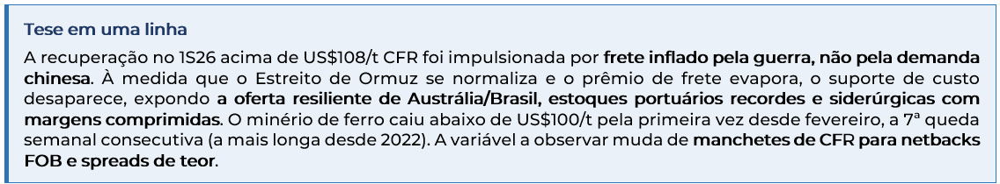 Tese em uma linha
A recuperação no 1S26 acima de US$108/t CFR foi impulsionada por frete inflado pela guerra, não pela demanda
chinesa. À medida que o Estreito de Ormuz se normaliza e o prêmio de frete evapora, o suporte de custo
desaparece, expondo a oferta resiliente de Austrália/Brasil, estoques portuários recordes e siderúrgicas com
margens comprimidas. O minério de ferro caiu abaixo de US$100/t pela primeira vez desde fevereiro, a 7ª queda
semanal consecutiva (a mais longa desde 2022). A variável a observar muda de manchetes de CFR para netbacks
FOB e spreads de teor.